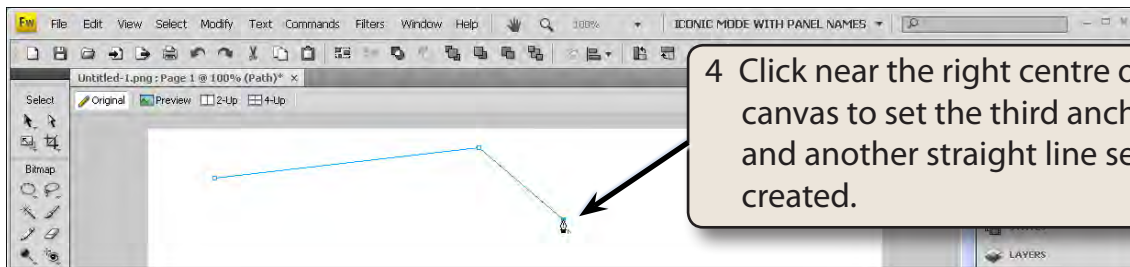 Fw File Edit View Select Modify Text Commands Filters Window Help 100% ICONIC MODE WITH PANEL NAMES
Untitled-1.png : Page 1 @ 100% (Path)* ×
Select Original Preview 2-Up 4-Up
Bitmap
4 Click near the right centre o
canvas to set the third anch
and another straight line se
created.
LAYERS